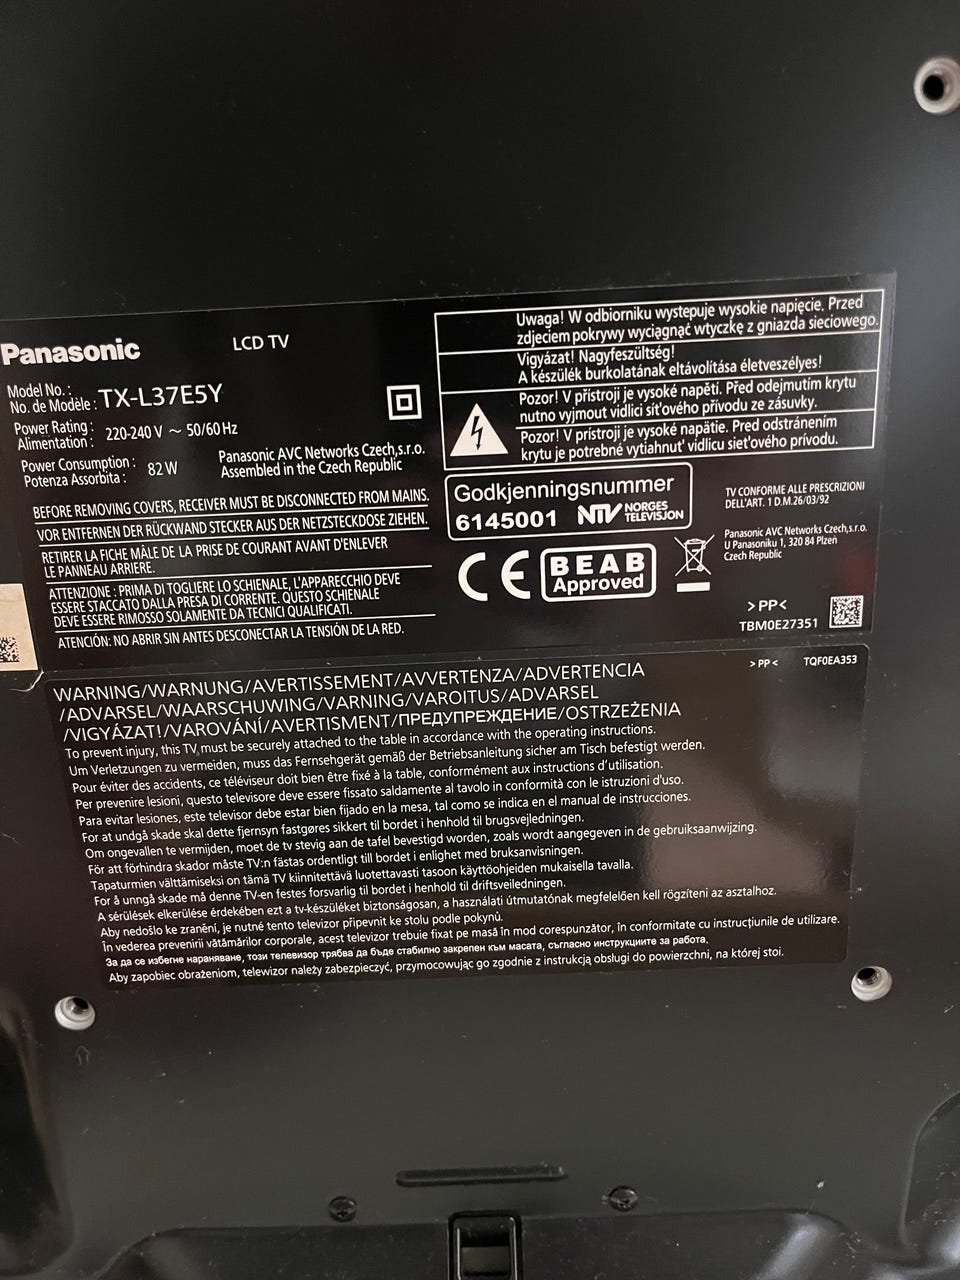 Panasonic
LCD TV
Model No. :
No. de Modèle : TX-L37E5Y
Power Rating :
Alimentation : 220-240 V ~ 50/60 Hz
Power Consumption :
Potenza Assorbita : 82 W
Panasonic AVC Networks Czech,s.r.o.
Assembled in the Czech Republic
BEFORE REMOVING COVERS, RECEIVER MUST BE DISCONNECTED FROM MAINS.
VOR ENTFERNEN DER RÜCKWAND STECKER AUS DER NETZSTECKDOSE ZIEHEN.
RETIRER LA FICHE MÂLE DE LA PRISE DE COURANT AVANT D'ENLEVER
LE PANNEAU ARRIERE.
ATTENZIONE : PRIMA DI TOGLIERE LO SCHIENALE, L'APPARECCHIO DEVE
ESSERE STACCATO DALLA PRESA DI CORRENTE. QUESTO SCHIENALE
DEVE ESSERE RIMOSSO SOLAMENTE DA TECNICI QUALIFICATI.
ATENCIÓN: NO ABRIR SIN ANTES DESCONECTAR LA TENSIÓN DE LA RED.
Uwaga! W odbiorniku wystepuje wysokie napięcie. Przed
zdjeciem pokrywy wyciągnać wtyczkę z gniazda sieciowego.
Vigyázat! Nagyfeszültség!
A készülék burkolatának eltávolítása életveszélyes!
Pozor! V přístroji je vysoké napětí. Před odejmutím krytu
nutno vyjmout vidlici síťového přívodu ze zásuvky.
Pozor! V prístroji je vysoké napätie. Pred odstránením
krytu je potrebné vytiahnuť vidlicu sieťového prívodu.
Godkjenningsnummer
6145001 NTV NORGES
TELEVISJON
TV CONFORME ALLE PRESCRIZIONI
DELL'ART. 1 D.M.26/03/92
CE
BEAB
Approved
Panasonic AVC Networks Czech,s.r.o.
U Panasoniku 1, 320 84 Plzeň
Czech Republic
>PP<
TBM0E27351
>PP< TQF0EA353
WARNING/WARNUNG/AVERTISSEMENT/AVVERTENZA/ADVERTENCIA
/ADVARSEL/WAARSCHUWING/VARNING/VAROITUS/ADVARSEL
/VIGYÁZAT!/VAROVÁNÍ/AVERTISMENT/ПРЕДУПРЕЖДЕНИЕ/OSTRZEŻENIA
To prevent injury, this TV must be securely attached to the table in accordance with the operating instructions.
Um Verletzungen zu vermeiden, muss das Fernsehgerät gemäß der Betriebsanleitung sicher am Tisch befestigt werden.
Pour éviter des accidents, ce téléviseur doit bien être fixé à la table, conformément aux instructions d'utilisation.
Per prevenire lesioni, questo televisore deve essere fissato saldamente al tavolo in conformità con le istruzioni d'uso.
Para evitar lesiones, este televisor debe estar bien fijado en la mesa, tal como se indica en el manual de instrucciones.
For at undgå skade skal dette fjernsyn fastgøres sikkert til bordet i henhold til brugsvejledningen.
Om ongevallen te vermijden, moet de tv stevig aan de tafel bevestigd worden, zoals wordt aangegeven in de gebruiksaanwijzing.
För att förhindra skador måste TV:n fästas ordentligt till bordet i enlighet med bruksanvisningen.
Tapaturmien välttämiseksi on tämä TV kiinnitettävä luotettavasti tasoon käyttöohjeiden mukaisella tavalla.
For å unngå skade må denne TV-en festes forsvarlig til bordet i henhold til driftsveiledningen.
A sérülések elkerülése érdekében ezt a tv-készüléket biztonságosan, a használati útmutatónak megfelelően kell rögzíteni az asztalhoz.
Aby nedošlo ke zranění, je nutné tento televizor připevnit ke stolu podle pokynů.
În vederea prevenirii vătămărilor corporale, acest televizor trebuie fixat pe masă în mod corespunzător, în conformitate cu instrucțiunile de utilizare.
За да се избегне нараняване, този телевизор трябва да бъде стабилно закрепен към масата, съгласно инструкциите за работа.
Aby zapobiec obrażeniom, telewizor należy zabezpieczyć, przymocowując go zgodnie z instrukcją obsługi do powierzchni, na której stoi.